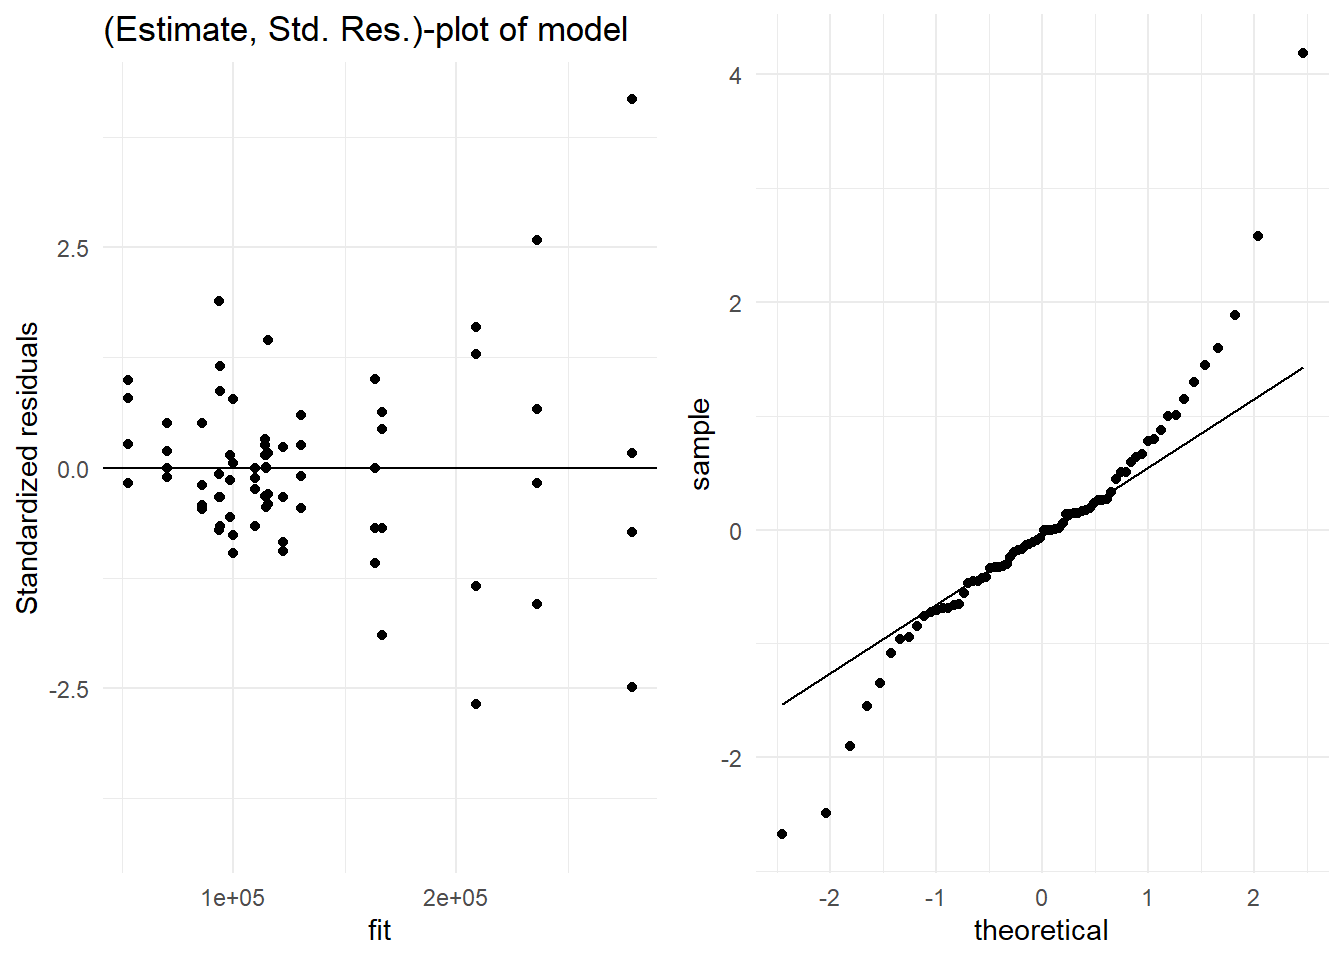 (Estimate, Std. Res.)-plot of model
Standardized residuals
2.5
0.0
-2.5
1e+05
2e+05
fit
sample
4
2
0
-2
-2
-1
0
1
2
theoretical